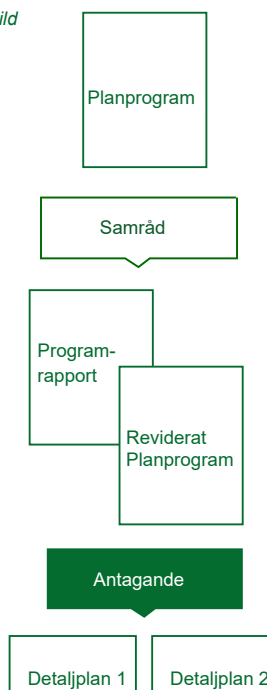 ild
Planprogram
Samråd
Program-
rapport
Reviderat
Planprogram
Antagande
Detaljplan 1
Detaljplan 2